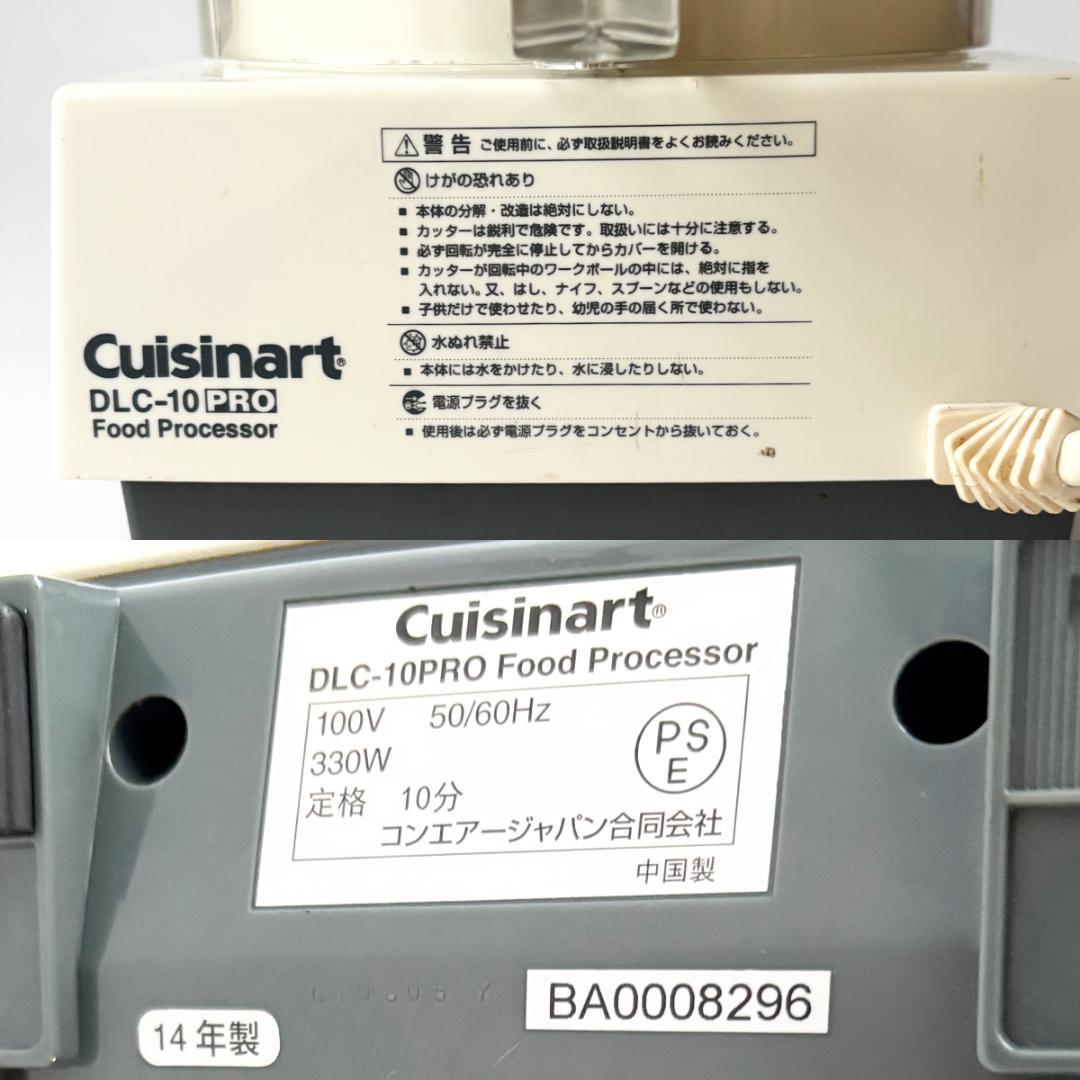 警告 ご使用前に、必ず取扱説明書をよくお読みください。
けがの恐れあり
■ 本体の分解・改造は絶対にしない。
■ カッターは鋭利で危険です。取扱いには十分に注意する。
■ 必ず回転が完全に停止してからカバーを開ける。
■ カッターが回転中のワークボールの中には、絶対に指を
入れない。又、はし、ナイフ、スプーンなどの使用もしない。
■ 子供だけで使わせたり、幼児の手の届く所で使わない。
水ぬれ禁止
■ 本体には水をかけたり、水に浸したりしない。
電源プラグを抜く
■ 使用後は必ず電源プラグをコンセントから抜いておく。
Cuisinart®
DLC-10 PRO
Food Processor
Cuisinart®
DLC-10PRO Food Processor
100V 50/60Hz
330W
PS
E
定格 10分
コンエアージャパン合同会社
中国製
BA0008296
14年製